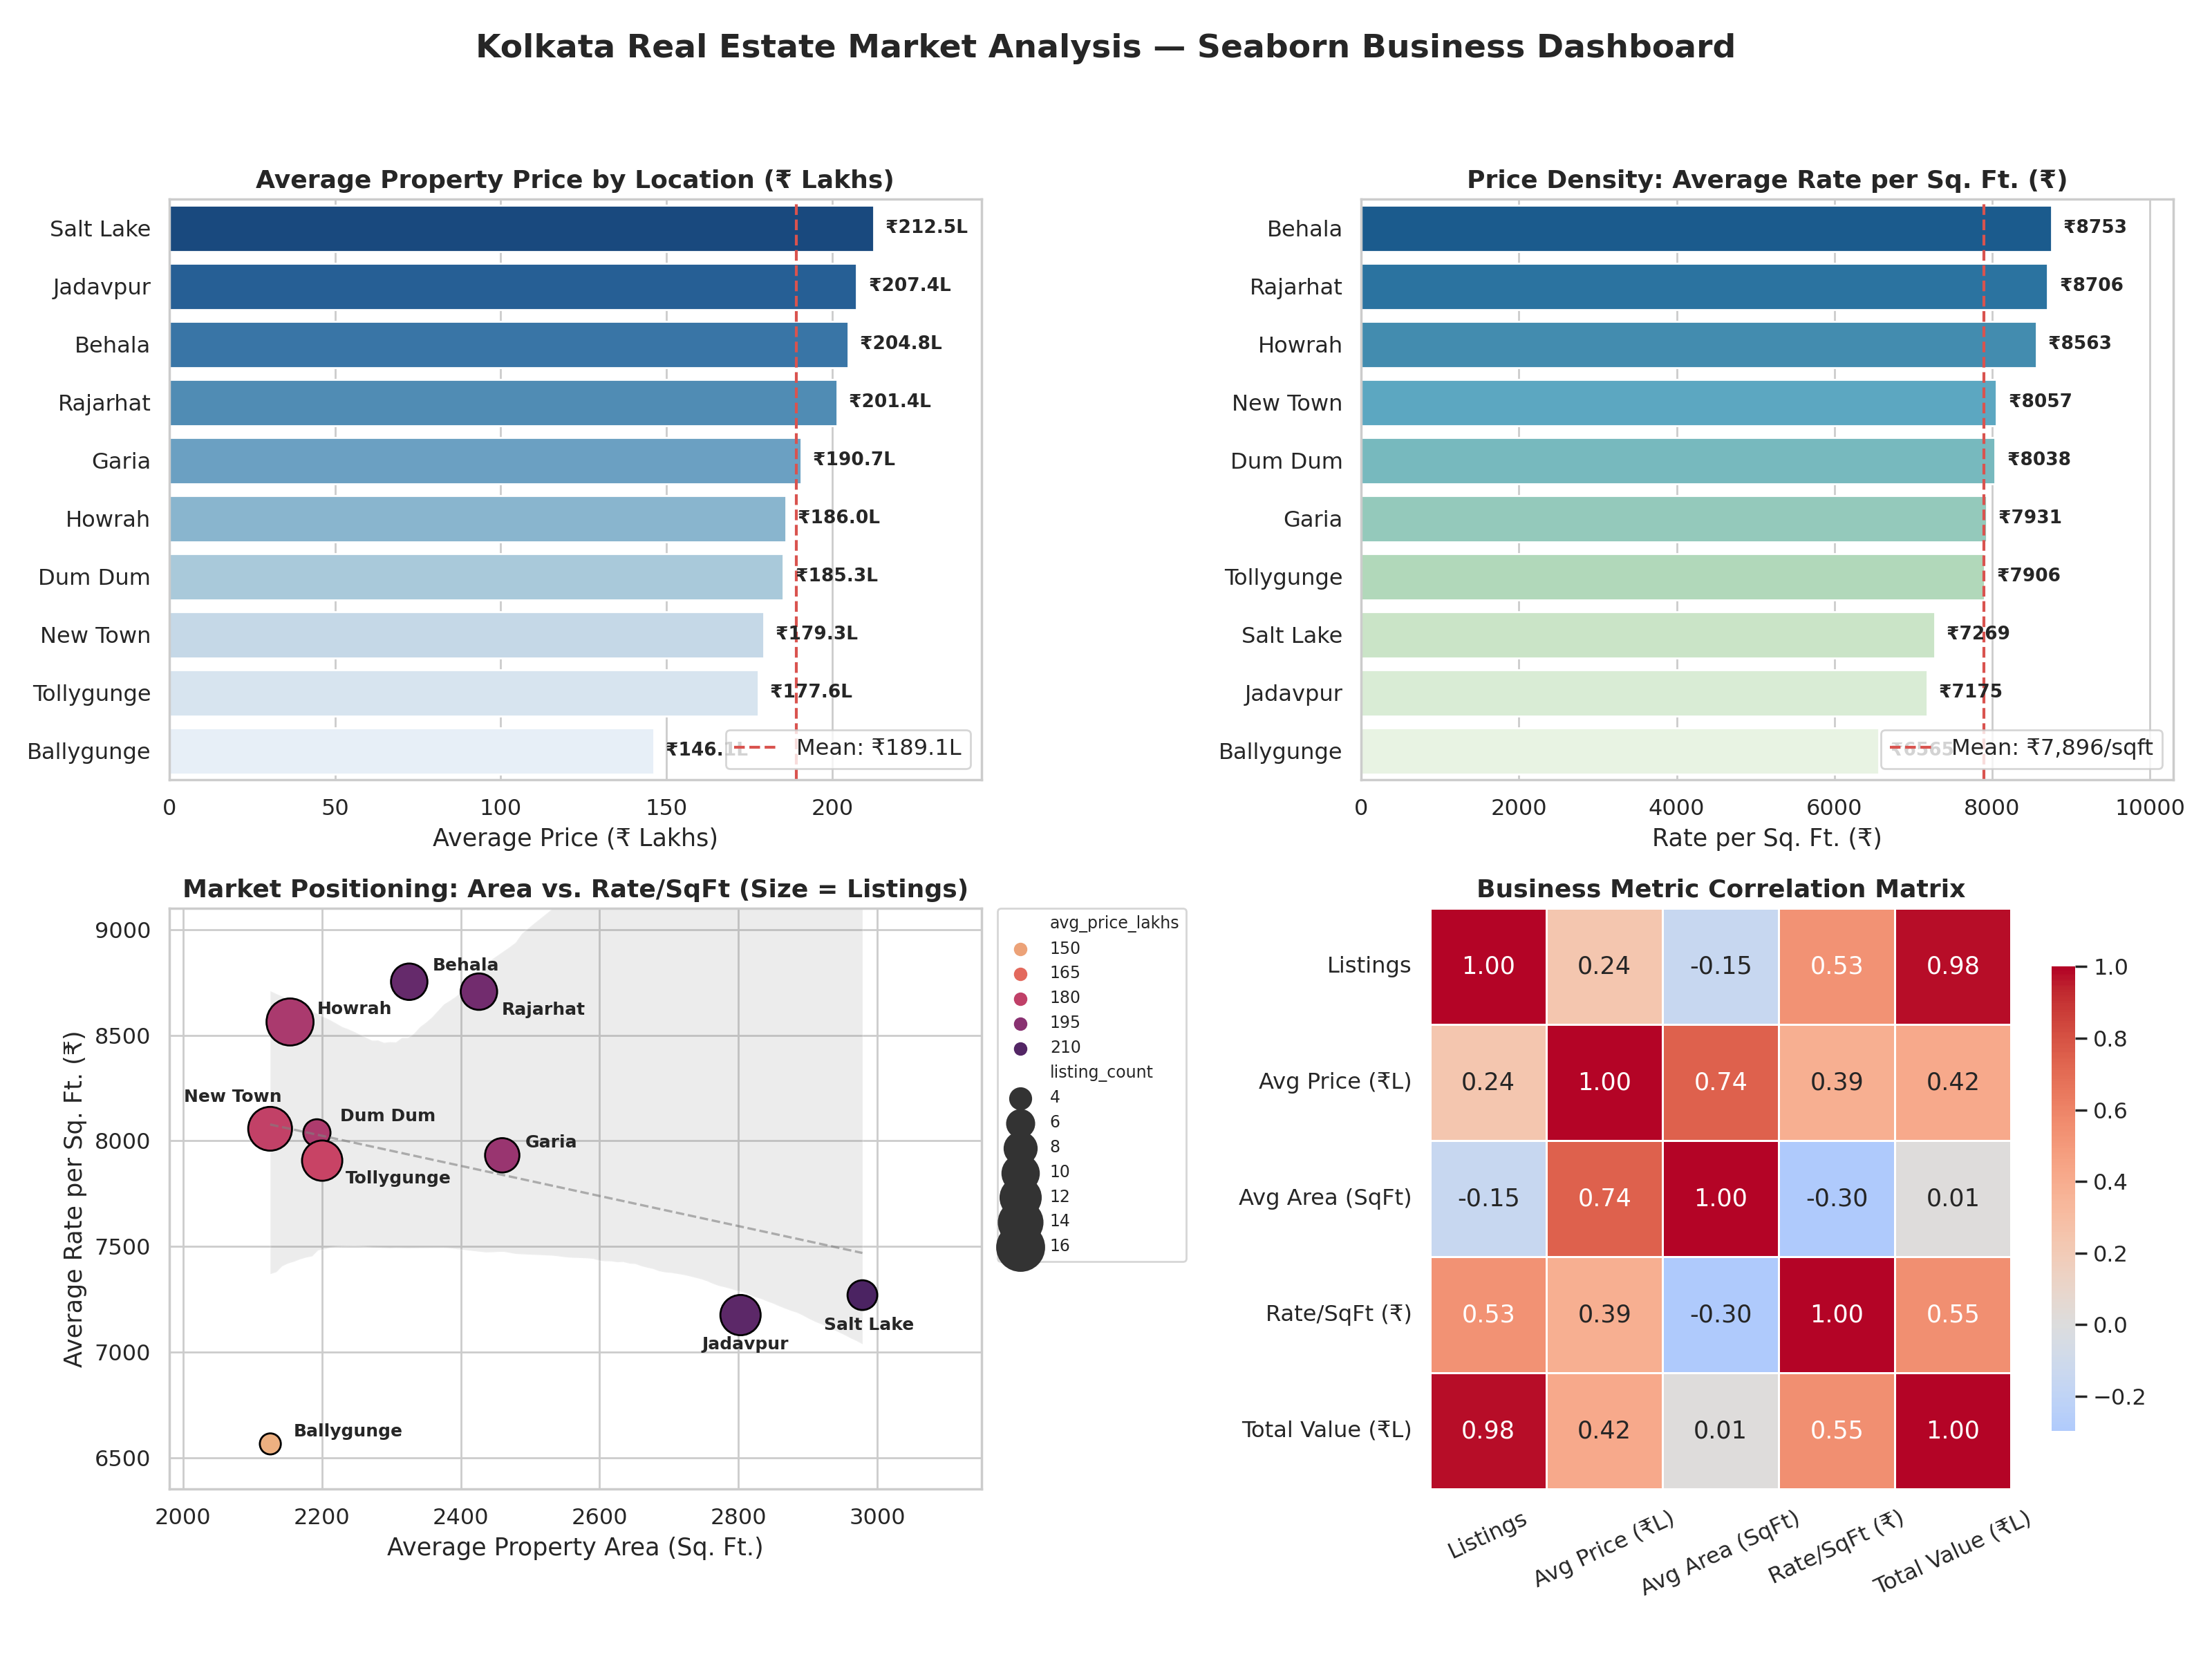 Kolkata Real Estate Market Analysis — Seaborn Business Dashboard
Average Property Price by Location (₹ Lakhs)
Salt Lake ₹212.5L
Jadavpur ₹207.4L
Behala ₹204.8L
Rajarhat ₹201.4L
Garia ₹190.7L
Howrah ₹186.0L
Dum Dum ₹185.3L
New Town ₹179.3L
Tollygunge ₹177.6L
Ballygunge ₹146.1L
Mean: ₹189.1L
0 50 100 150 200
Average Price (₹ Lakhs)
Price Density: Average Rate per Sq. Ft. (₹)
Behala ₹8753
Rajarhat ₹8706
Howrah ₹8563
New Town ₹8057
Dum Dum ₹8038
Garia ₹7931
Tollygunge ₹7906
Salt Lake ₹7269
Jadavpur ₹7175
Ballygunge ₹6565
Mean: ₹7,896/sqft
0 2000 4000 6000 8000 10000
Rate per Sq. Ft. (₹)
Market Positioning: Area vs. Rate/SqFt (Size = Listings)
Average Rate per Sq. Ft. (₹)
9000
8500
8000
7500
7000
6500
Behala
Rajarhat
Howrah
New Town
Dum Dum
Garia
Tollygunge
Salt Lake
Jadavpur
Ballygunge
2000 2200 2400 2600 2800 3000
Average Property Area (Sq. Ft.)
avg_price_lakhs
150
165
180
195
210
listing_count
4
6
8
10
12
14
16
Business Metric Correlation Matrix
Listings 1.00 0.24 -0.15 0.53 0.98
Avg Price (₹L) 0.24 1.00 0.74 0.39 0.42
Avg Area (SqFt) -0.15 0.74 1.00 -0.30 0.01
Rate/SqFt (₹) 0.53 0.39 -0.30 1.00 0.55
Total Value (₹L) 0.98 0.42 0.01 0.55 1.00
Listings Avg Price (₹L) Avg Area (SqFt) Rate/SqFt (₹) Total Value (₹L)
1.0
0.8
0.6
0.4
0.2
0.0
−0.2